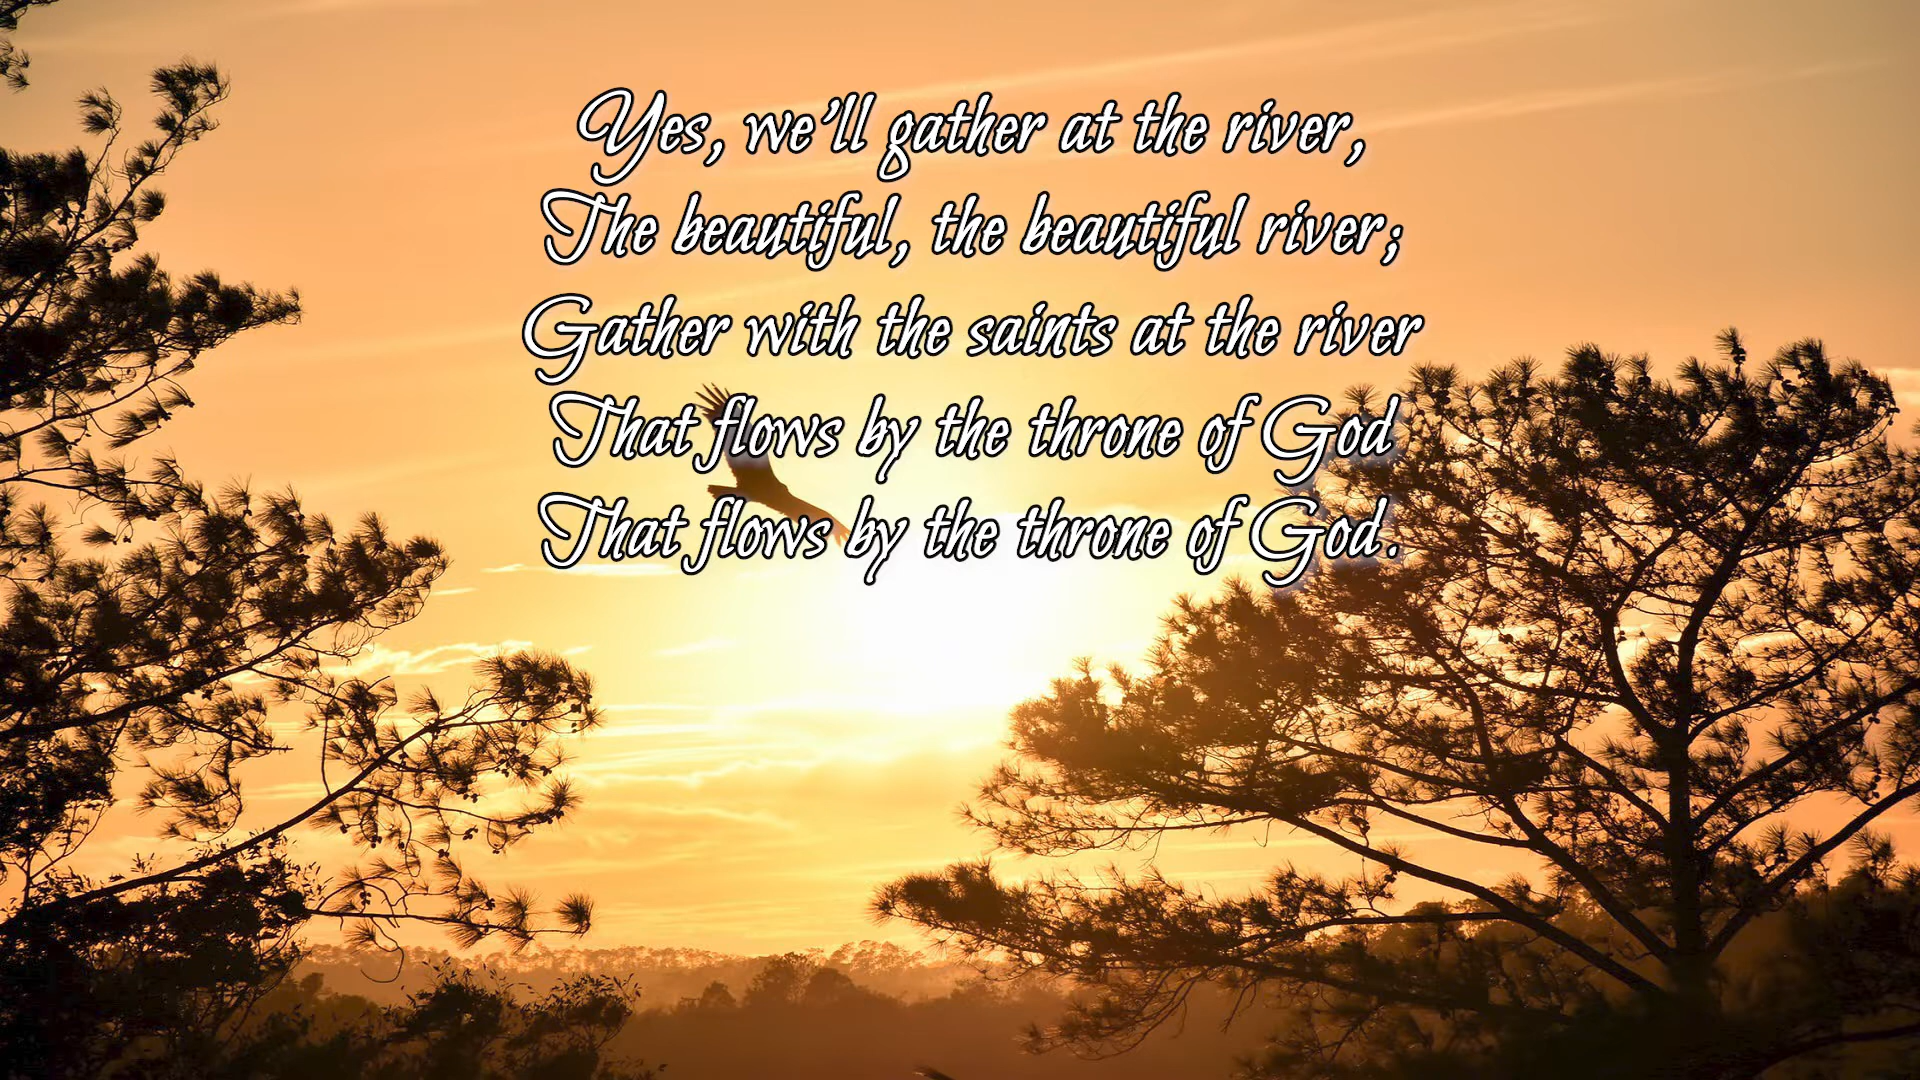 Yes, we’ll gather at the river,
The beautiful, the beautiful river;
Gather with the saints at the river
That flows by the throne of God
That flows by the throne of God.